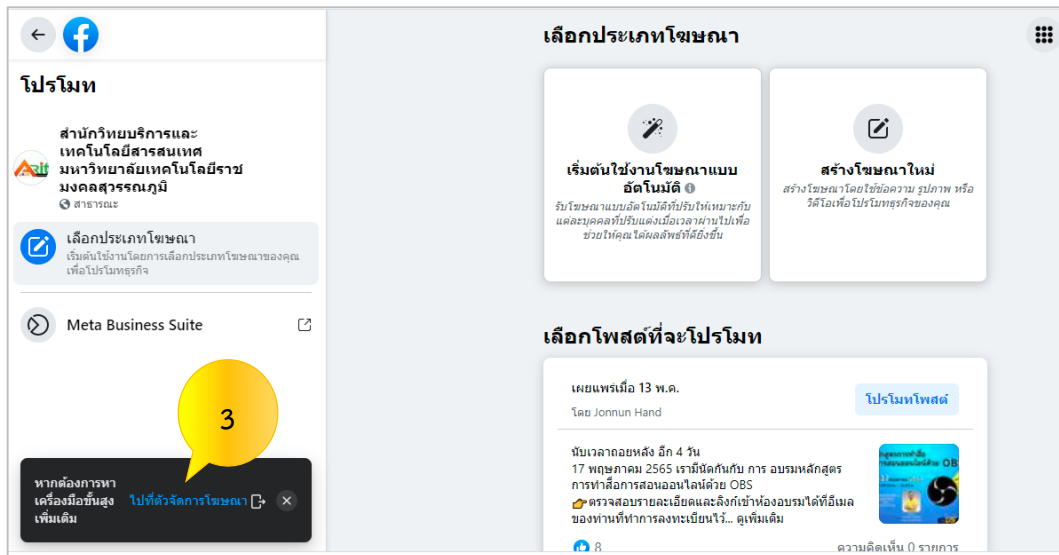 โปรโมท
สำนักวิทยบริการและ
เทคโนโลยีสารสนเทศ
มหาวิทยาลัยเทคโนโลยีราช
มงคลสุวรรณภูมิ
สาธารณะ
เลือกประเภทโฆษณา
เริ่มต้นใช้งานโดยการเลือกประเภทโฆษณาของคุณ
เพื่อโปรโมทธุรกิจ
Meta Business Suite
3
หากต้องการหา
เครื่องมือขั้นสูง
เพิ่มเติม
ไปที่ตัวจัดการโฆษณา
เลือกประเภทโฆษณา
เริ่มต้นใช้งานโฆษณาแบบ
อัตโนมัติ
รับโฆษณาแบบอัตโนมัติที่ปรับให้เหมาะกับ
แต่ละบุคคลที่ปรับแต่งเมื่อเวลาผ่านไปเพื่อ
ช่วยให้คุณได้ผลลัพธ์ที่ดียิ่งขึ้น
สร้างโฆษณาใหม่
สร้างโฆษณาโดยใช้ข้อความ รูปภาพ หรือ
วิดีโอเพื่อโปรโมทธุรกิจของคุณ
เลือกโพสต์ที่จะโปรโมท
เผยแพร่เมื่อ 13 พ.ค.
โดย Jonnun Hand
โปรโมทโพสต์
นับเวลาถอยหลัง อีก 4 วัน
17 พฤษภาคม 2565 เรามีนัดกันกับ การ อบรมหลักสูตร
การทำสื่อการสอนออนไลน์ด้วย OBS
👉ตรวจสอบรายละเอียดและลิงก์เข้าห้องอบรมได้ที่อีเมล
ของท่านที่ทำการลงทะเบียนไว้... ดูเพิ่มเติม
8
ความคิดเห็น 0 รายการ